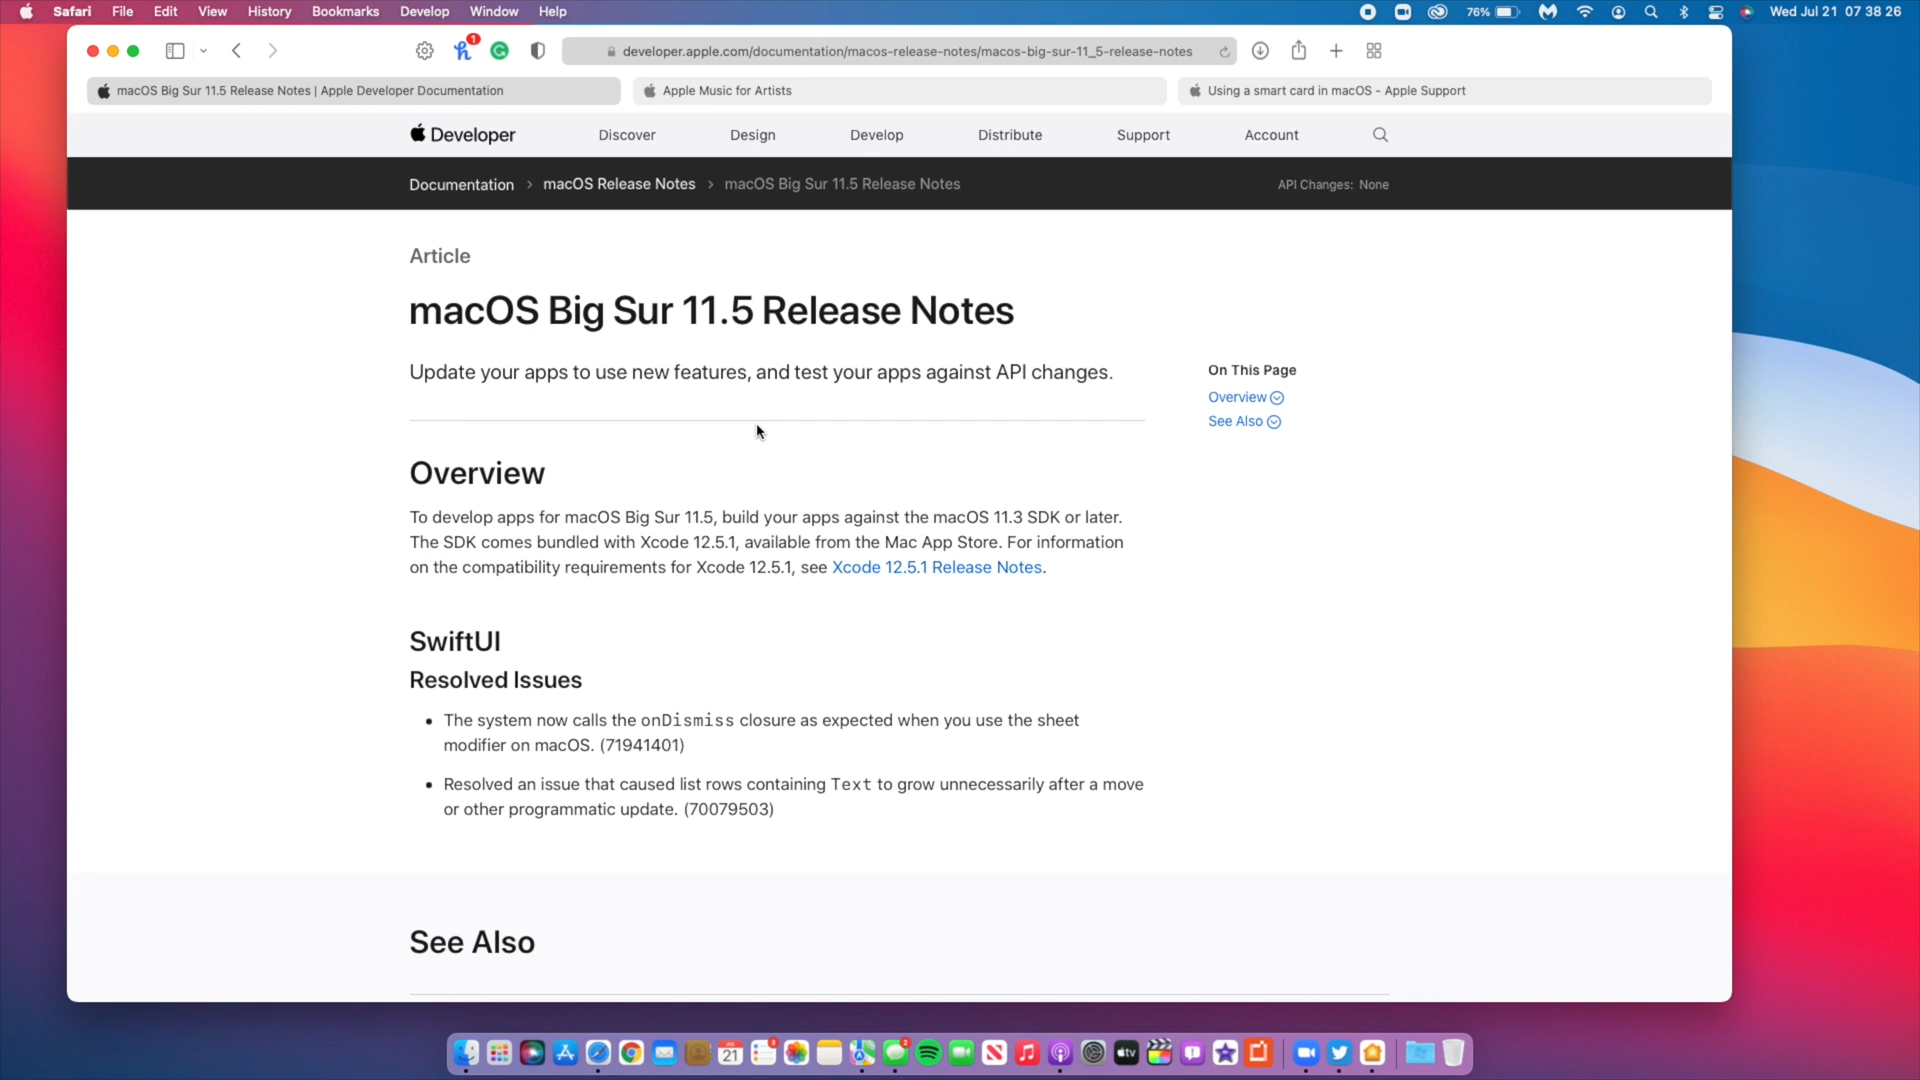 Safari File Edit View History Bookmarks Develop Window Help 76% Wed Jul 21 07 38 26
1 developer.apple.com/documentation/macos-release-notes/macos-big-sur-11_5-release-notes
macOS Big Sur 11.5 Release Notes | Apple Developer Documentation Apple Music for Artists Using a smart card in macOS - Apple Support
Developer Discover Design Develop Distribute Support Account
Documentation > macOS Release Notes > macOS Big Sur 11.5 Release Notes API Changes: None
Article
macOS Big Sur 11.5 Release Notes
Update your apps to use new features, and test your apps against API changes.
On This Page
Overview
See Also
Overview
To develop apps for macOS Big Sur 11.5, build your apps against the macOS 11.3 SDK or later.
The SDK comes bundled with Xcode 12.5.1, available from the Mac App Store. For information
on the compatibility requirements for Xcode 12.5.1, see Xcode 12.5.1 Release Notes.
SwiftUI
Resolved Issues
• The system now calls the onDismiss closure as expected when you use the sheet
modifier on macOS. (71941401)
• Resolved an issue that caused list rows containing Text to grow unnecessarily after a move
or other programmatic update. (70079503)
See Also
21 tv